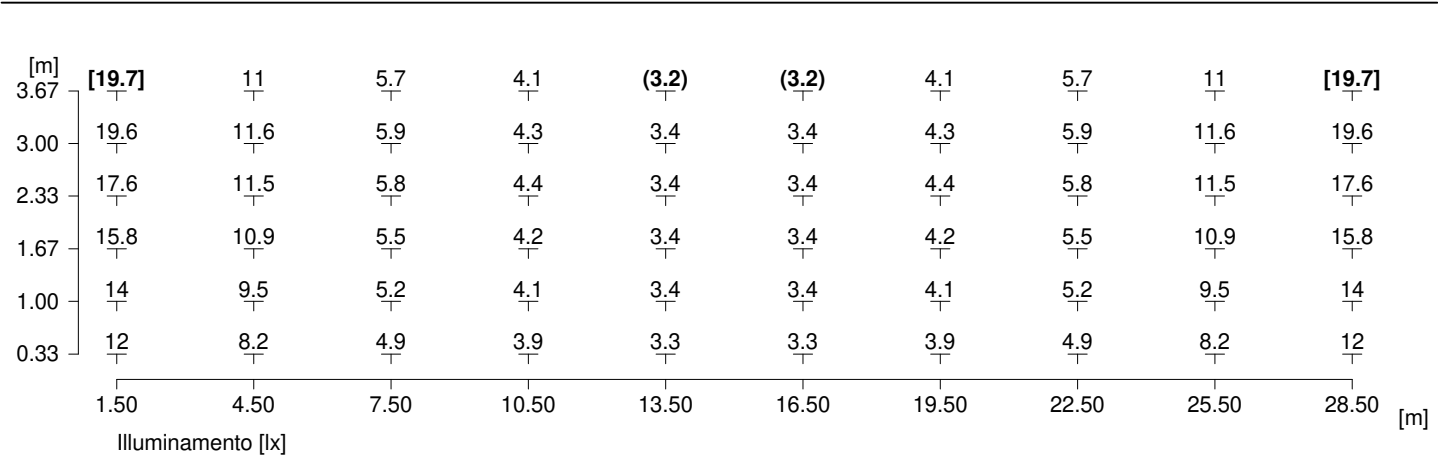 [m]
3.67 [19.7] 11 5.7 4.1 (3.2) (3.2) 4.1 5.7 11 [19.7]
3.00 19.6 11.6 5.9 4.3 3.4 3.4 4.3 5.9 11.6 19.6
2.33 17.6 11.5 5.8 4.4 3.4 3.4 4.4 5.8 11.5 17.6
1.67 15.8 10.9 5.5 4.2 3.4 3.4 4.2 5.5 10.9 15.8
1.00 14 9.5 5.2 4.1 3.4 3.4 4.1 5.2 9.5 14
0.33 12 8.2 4.9 3.9 3.3 3.3 3.9 4.9 8.2 12
1.50 4.50 7.50 10.50 13.50 16.50 19.50 22.50 25.50 28.50 [m]
Illuminamento [lx]